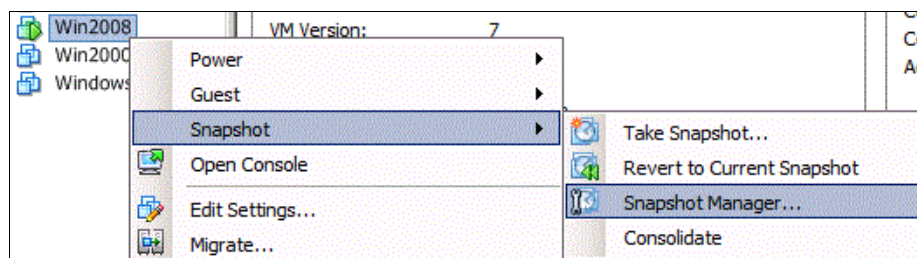 Win2008
VM Version: 7
Win2000
Windows
Power
Guest
Snapshot
Take Snapshot...
Open Console
Revert to Current Snapshot
Edit Settings...
Snapshot Manager...
Migrate...
Consolidate